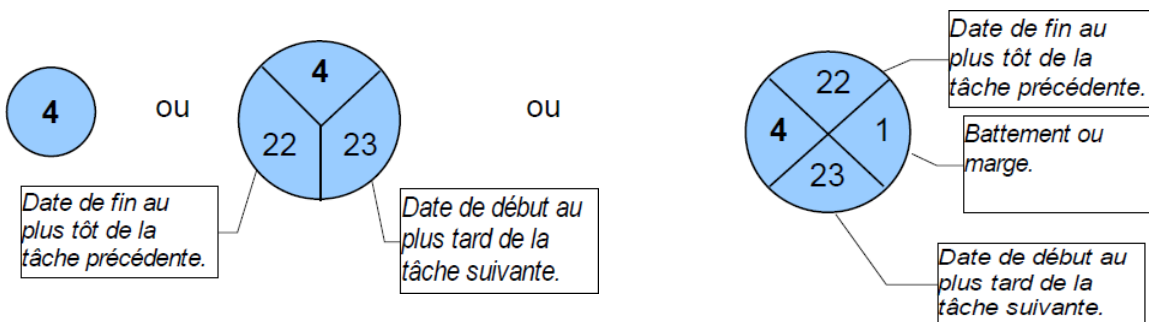 4
ou
4
22
23
Date de fin au
plus tôt de la
tâche précédente.
Date de début au
plus tard de la
tâche suivante.
ou
22
4
1
23
Date de fin au
plus tôt de la
tâche précédente.
Battement ou
marge.
Date de début au
plus tard de la
tâche suivante.